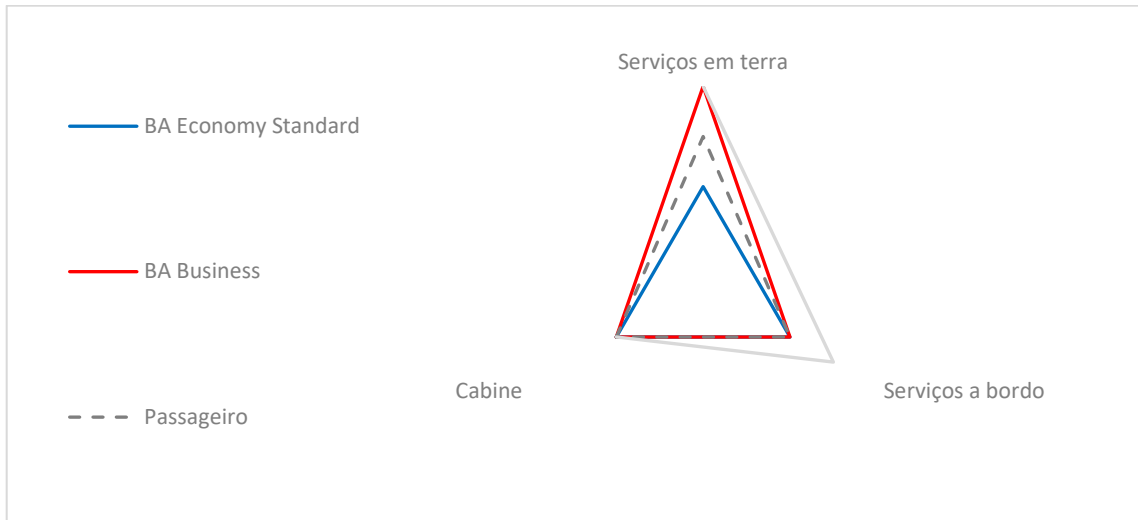 Serviços em terra
BA Economy Standard
BA Business
Cabine
Serviços a bordo
Passageiro